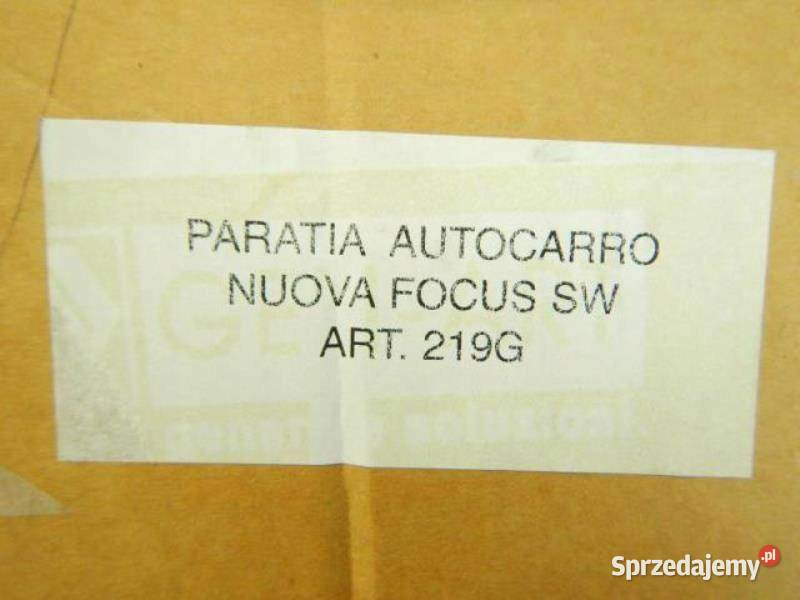 PARATIA AUTOCARRO
NUOVA FOCUS SW
ART. 219G
Sprzedajemy.pl